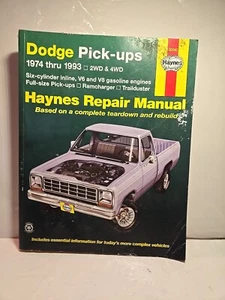 Dodge Pick-ups
1974 thru 1993 □ 2WD & 4WD
Six-cylinder inline, V6 and V8 gasoline engines
Full-size Pick-ups □ Ramcharger □ Trailduster
Haynes
Haynes Repair Manual
Based on a complete teardown and rebuild
Includes essential information for today's more complex vehicles